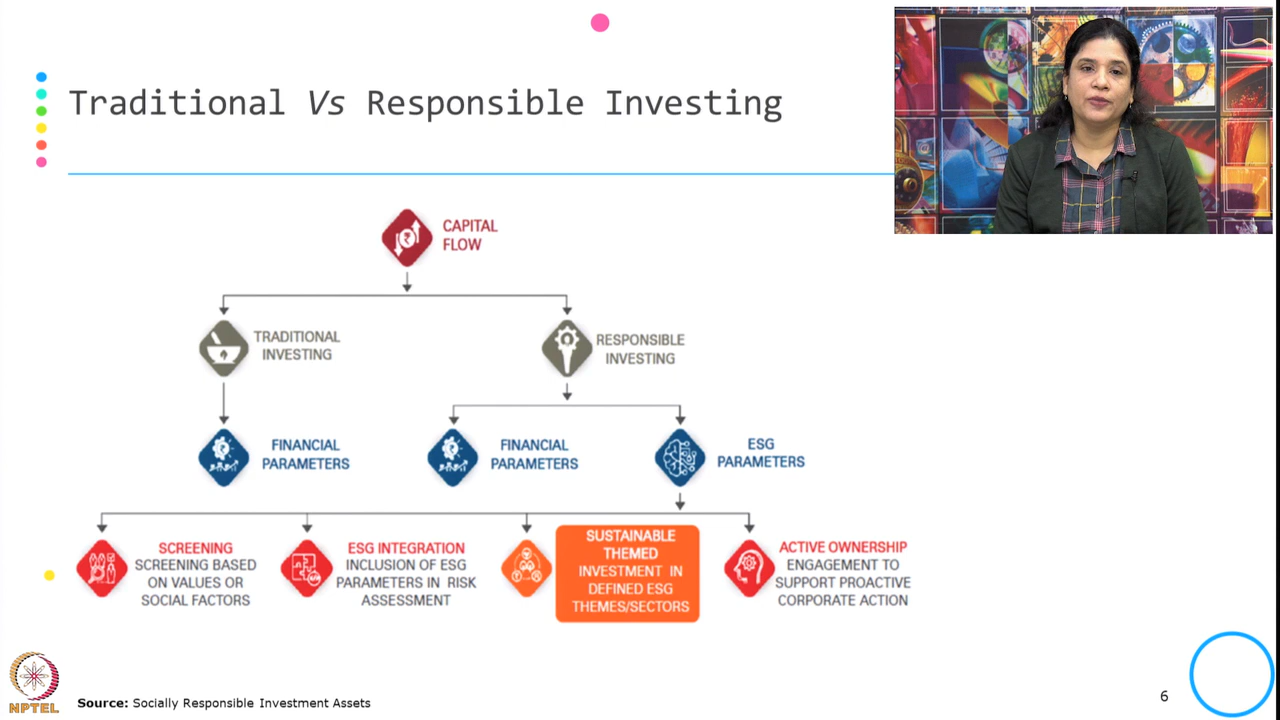 Traditional Vs Responsible Investing
CAPITAL
FLOW
TRADITIONAL
INVESTING
RESPONSIBLE
INVESTING
FINANCIAL
PARAMETERS
FINANCIAL
PARAMETERS
ESG
PARAMETERS
SCREENING
SCREENING BASED
ON VALUES OR
SOCIAL FACTORS
ESG INTEGRATION
INCLUSION OF ESG
PARAMETERS IN RISK
ASSESSMENT
SUSTAINABLE
THEMED
INVESTMENT IN
DEFINED ESG
THEMES/SECTORS
ACTIVE OWNERSHIP
ENGAGEMENT TO
SUPPORT PROACTIVE
CORPORATE ACTION
NPTEL
Source: Socially Responsible Investment Assets
6